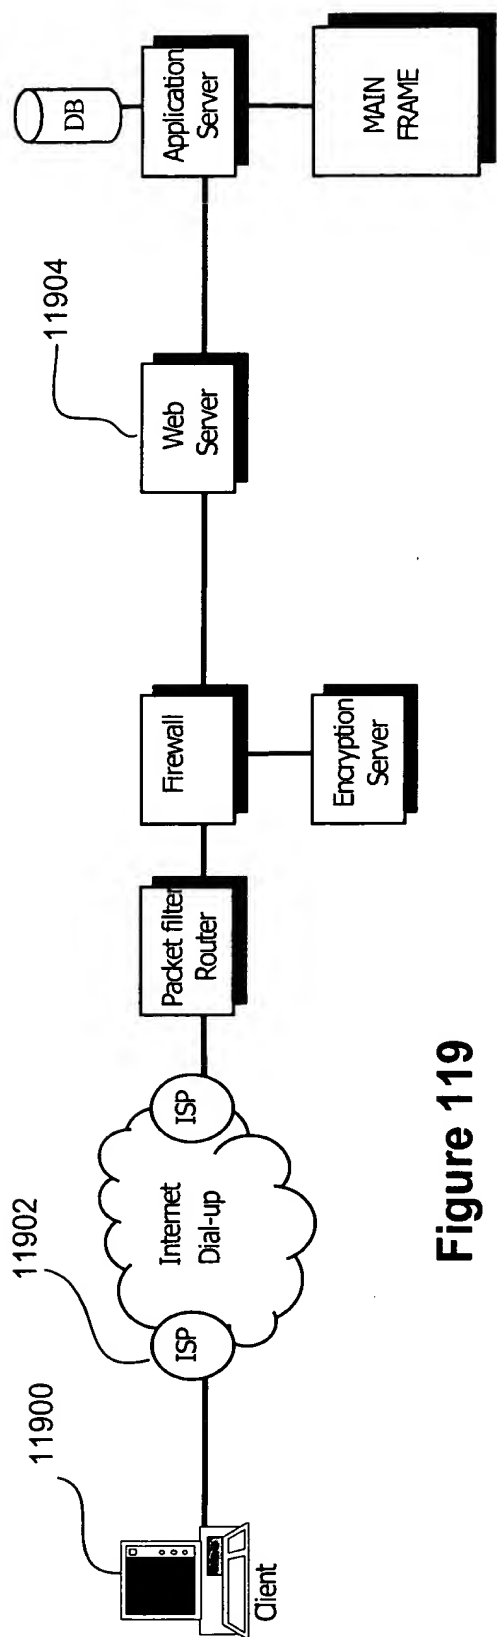 11900
Client
11902
ISP
Internet
Dial-up
ISP
Packet filter
Router
Firewall
Encryption
Server
11904
Web
Server
DB
Application
Server
MAIN
FRAME
Figure 119